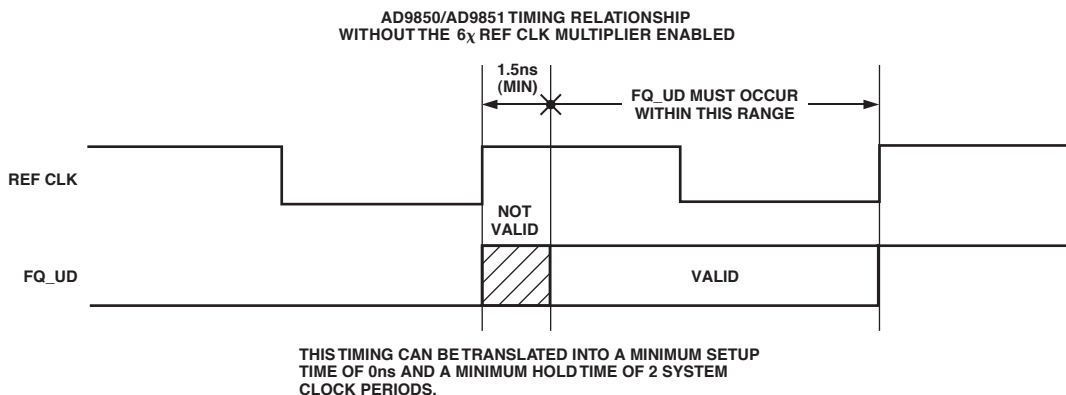 AD9850/AD9851 TIMING RELATIONSHIP
WITHOUT THE 6χ REF CLK MULTIPLIER ENABLED
1.5ns
(MIN)
FQ_UD MUST OCCUR
WITHIN THIS RANGE
REF CLK
NOT
VALID
FQ_UD
VALID
THIS TIMING CAN BE TRANSLATED INTO A MINIMUM SETUP
TIME OF 0ns AND A MINIMUM HOLD TIME OF 2 SYSTEM
CLOCK PERIODS.